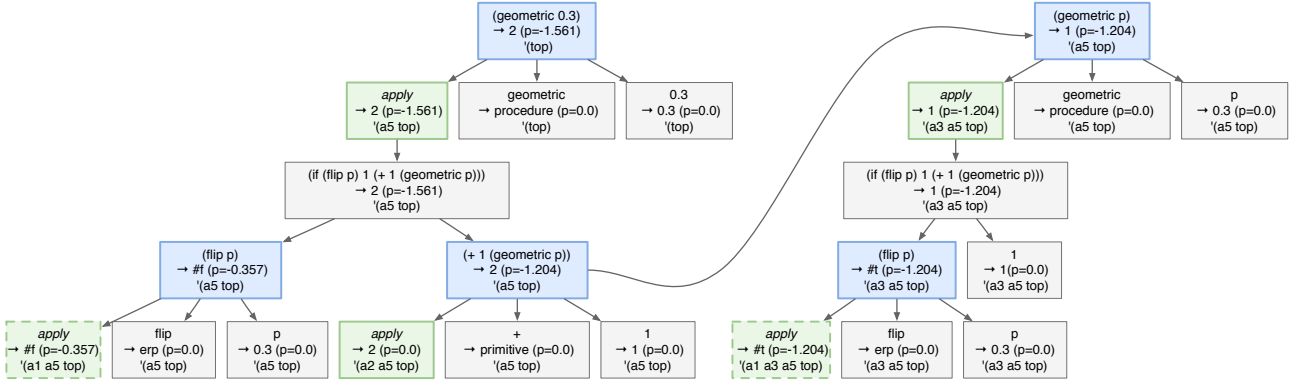 (geometric 0.3)
→ 2 (p=-1.561)
'(top)
apply
→ 2 (p=-1.561)
'(a5 top)
geometric
→ procedure (p=0.0)
'(top)
0.3
→ 0.3 (p=0.0)
'(top)
(if (flip p) 1 (+ 1 (geometric p)))
→ 2 (p=-1.561)
'(a5 top)
(flip p)
→ #f (p=-0.357)
'(a5 top)
(+ 1 (geometric p))
→ 2 (p=-1.204)
'(a5 top)
apply
→ #f (p=-0.357)
'(a1 a5 top)
flip
→ erp (p=0.0)
'(a5 top)
p
→ 0.3 (p=0.0)
'(a5 top)
apply
→ 2 (p=0.0)
'(a2 a5 top)
+
→ primitive (p=0.0)
'(a5 top)
1
→ 1 (p=0.0)
'(a5 top)
(geometric p)
→ 1 (p=-1.204)
'(a5 top)
apply
→ 1 (p=-1.204)
'(a3 a5 top)
geometric
→ procedure (p=0.0)
'(a5 top)
p
→ 0.3 (p=0.0)
'(a5 top)
(if (flip p) 1 (+ 1 (geometric p)))
→ 1 (p=-1.204)
'(a3 a5 top)
(flip p)
→ #t (p=-1.204)
'(a3 a5 top)
1
→ 1(p=0.0)
'(a3 a5 top)
apply
→ #t (p=-1.204)
'(a1 a3 a5 top)
flip
→ erp (p=0.0)
'(a3 a5 top)
p
→ 0.3 (p=0.0)
'(a3 a5 top)